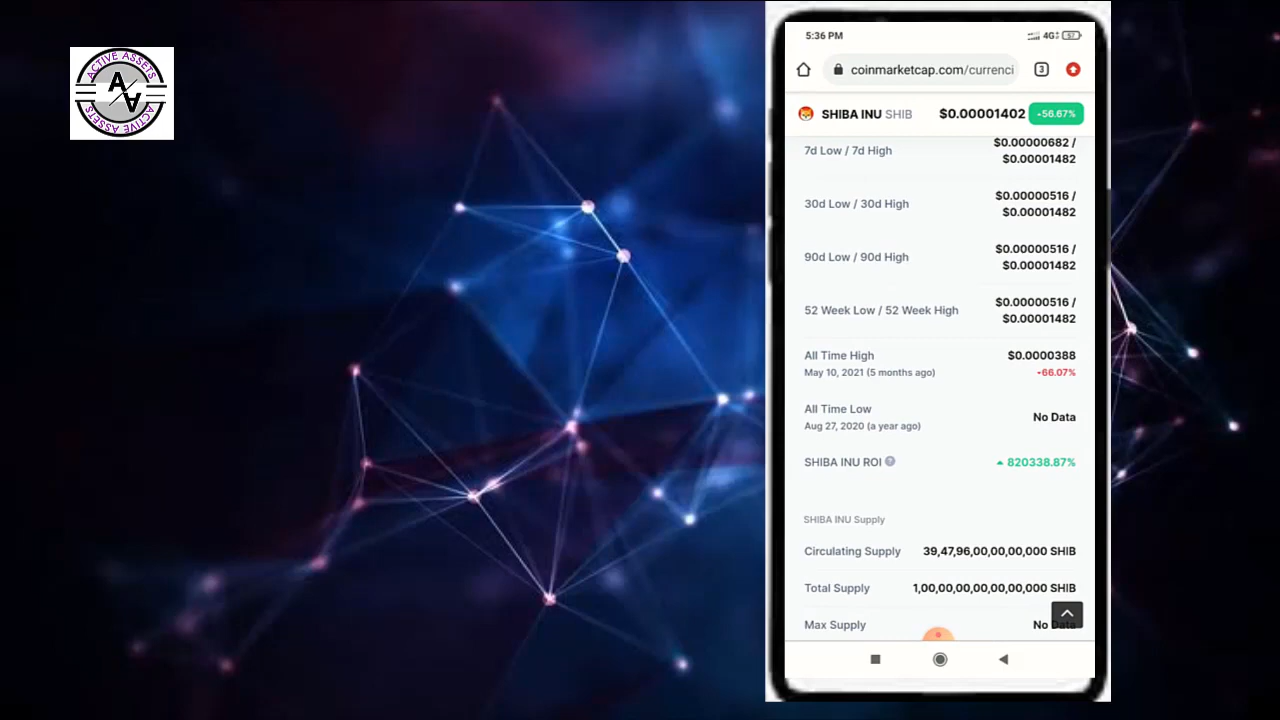 ACTIVE ASSETS
A
A
ACTIVE ASSETS
5:36 PM
4G
57
coinmarketcap.com/currenci
3
SHIBA INU SHIB $0.00001402 56.67%
7d Low / 7d High $0.00000682 /
$0.00001482
30d Low / 30d High $0.00000516 /
$0.00001482
90d Low / 90d High $0.00000516 /
$0.00001482
52 Week Low / 52 Week High $0.00000516 /
$0.00001482
All Time High $0.0000388
May 10, 2021 (5 months ago) 66.07%
All Time Low No Data
Aug 27, 2020 (a year ago)
SHIBA INU ROI ? 820338.87%
SHIBA INU Supply
Circulating Supply 39,47,96,00,00,00,000 SHIB
Total Supply 1,00,00,00,00,00,00,000 SHIB
Max Supply No Data